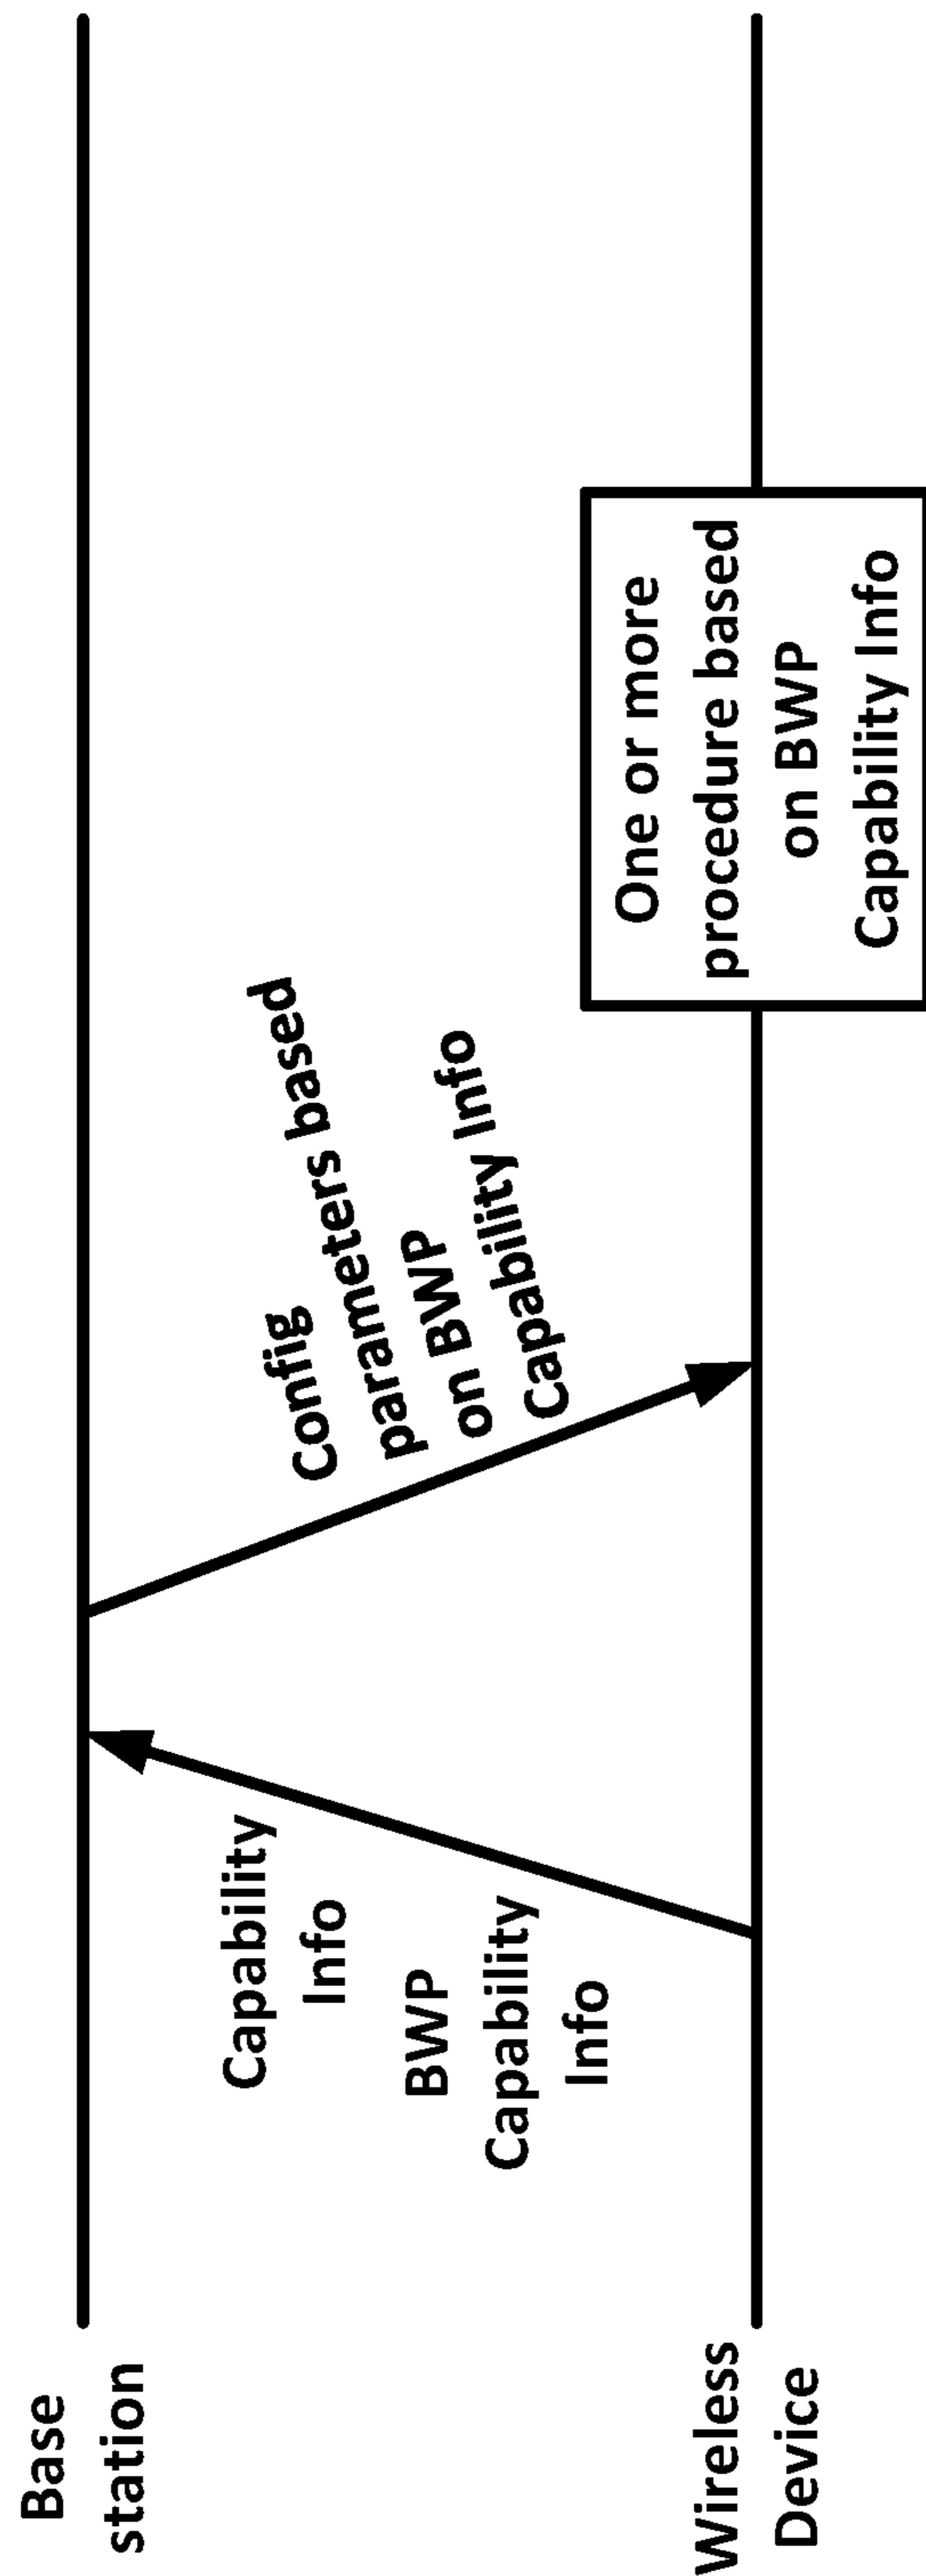 Base
station
Wireless
Device
Capability
Info
BWP
Capability
Info
Config
parameters based
on BWP
Capability Info
One or more
procedure based
on BWP
Capability Info